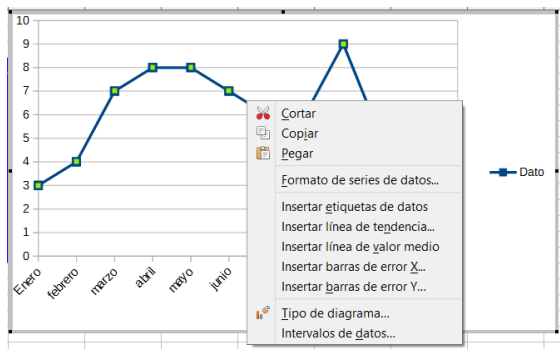 10
9
8
7
6
5
4
3
2
1
0
Enero
febrero
marzo
abril
mayo
junio
Cortar
Copiar
Pegar
Formato de series de datos...
Insertar etiquetas de datos
Insertar línea de tendencia...
Insertar línea de valor medio
Insertar barras de error X...
Insertar barras de error Y...
Tipo de diagrama...
Intervalos de datos...
Dato